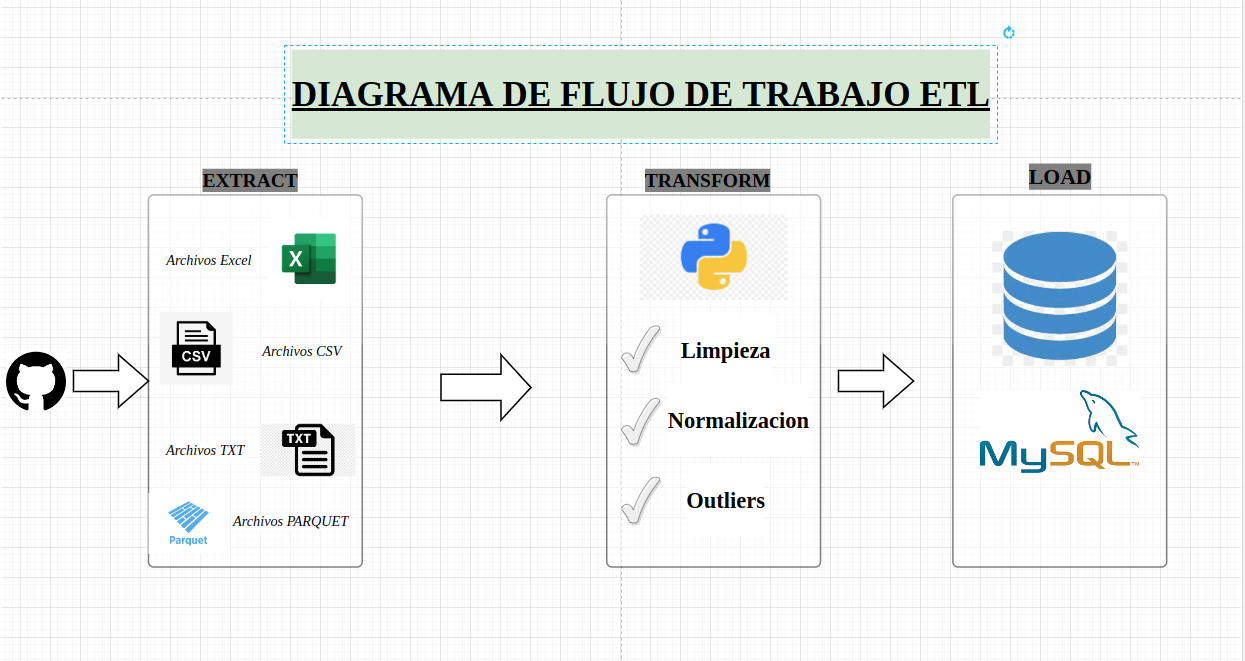 DIAGRAMA DE FLUJO DE TRABAJO ETL
EXTRACT
Archivos Excel
X
CSV
Archivos CSV
Archivos TXT
TXT
Parquet
Archivos PARQUET
TRANSFORM
Limpieza
Normalizacion
Outliers
LOAD
MySQL™